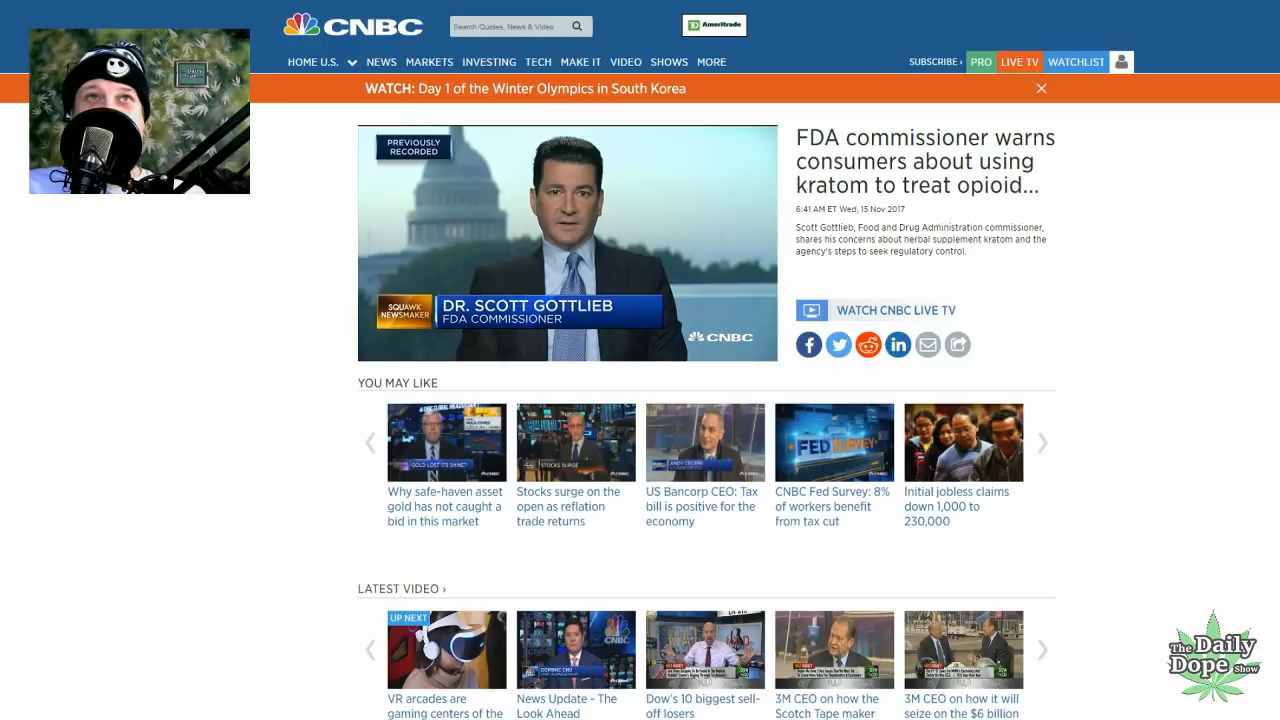 CNBC
Search Quotes, News & Video
TD Ameritrade
HOME U.S.
NEWS
MARKETS
INVESTING
TECH
MAKE IT
VIDEO
SHOWS
MORE
SUBSCRIBE ›
PRO
LIVE TV
WATCHLIST
WATCH: Day 1 of the Winter Olympics in South Korea
PREVIOUSLY
RECORDED
SQUAWK
NEWSMAKER
DR. SCOTT GOTTLIEB
FDA COMMISSIONER
CNBC
FDA commissioner warns
consumers about using
kratom to treat opioid...
6:41 AM ET Wed, 15 Nov 2017
Scott Gottlieb, Food and Drug Administration commissioner,
shares his concerns about herbal supplement kratom and the
agency's steps to seek regulatory control.
WATCH CNBC LIVE TV
YOU MAY LIKE
GOLD LOST ITS SHINE?
STOCKS SURGE
FED SURVEY
Why safe-haven asset
gold has not caught a
bid in this market
Stocks surge on the
open as reflation
trade returns
US Bancorp CEO: Tax
bill is positive for the
economy
CNBC Fed Survey: 8%
of workers benefit
from tax cut
Initial jobless claims
down 1,000 to
230,000
LATEST VIDEO ›
UP NEXT
CNBC
DOMINIC CHU
VR arcades are
gaming centers of the
News Update - The
Look Ahead
Dow's 10 biggest sell-
off losers
3M CEO on how the
Scotch Tape maker
3M CEO on how it will
seize on the $6 billion
The Daily
Dope Show